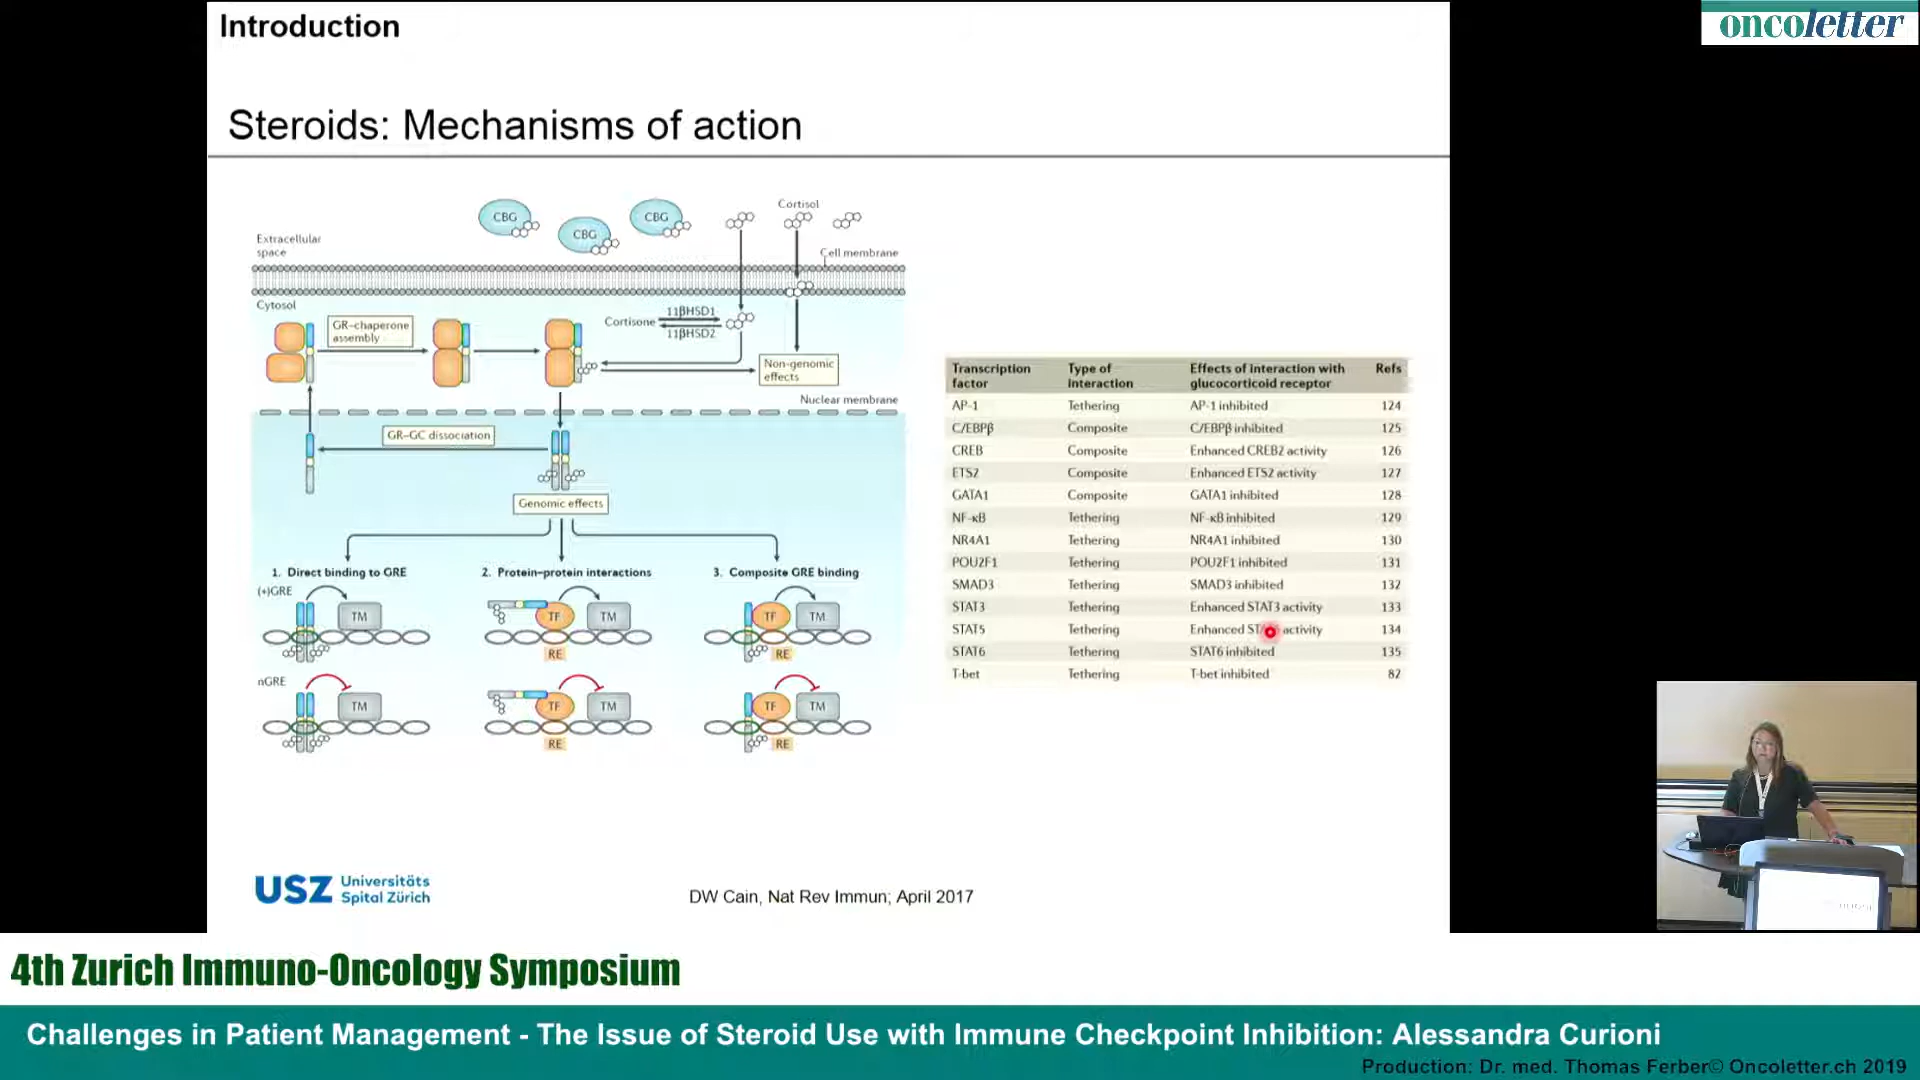 Introduction
oncoletter
Steroids: Mechanisms of action
CBG
CBG
CBG
Cortisol
Extracellular
space
Cell membrane
Cytosol
GR–chaperone
assembly
Cortisone
11βHSD1
11βHSD2
Non-genomic
effects
Nuclear membrane
GR–GC dissociation
Genomic effects
1. Direct binding to GRE
2. Protein–protein interactions
3. Composite GRE binding
(+)GRE
TM
TF
TM
TF
TM
RE
RE
nGRE
TM
TF
TM
TF
TM
RE
RE
Transcription factor Type of interaction Effects of interaction with glucocorticoid receptor Refs
AP-1 Tethering AP-1 inhibited 124
C/EBPβ Composite C/EBPβ inhibited 125
CREB Composite Enhanced CREB2 activity 126
ETS2 Composite Enhanced ETS2 activity 127
GATA1 Composite GATA1 inhibited 128
NF-κB Tethering NF-κB inhibited 129
NR4A1 Tethering NR4A1 inhibited 130
POU2F1 Tethering POU2F1 inhibited 131
SMAD3 Tethering SMAD3 inhibited 132
STAT3 Tethering Enhanced STAT3 activity 133
STAT5 Tethering Enhanced activity 134
STAT6 Tethering STAT6 inhibited 135
T-bet Tethering T-bet inhibited 82
USZ Universitäts
Spital Zürich
DW Cain, Nat Rev Immun; April 2017
4th Zurich Immuno-Oncology Symposium
Challenges in Patient Management - The Issue of Steroid Use with Immune Checkpoint Inhibition: Alessandra Curioni
Production: Dr. med. Thomas Ferber© Oncoletter.ch 2019